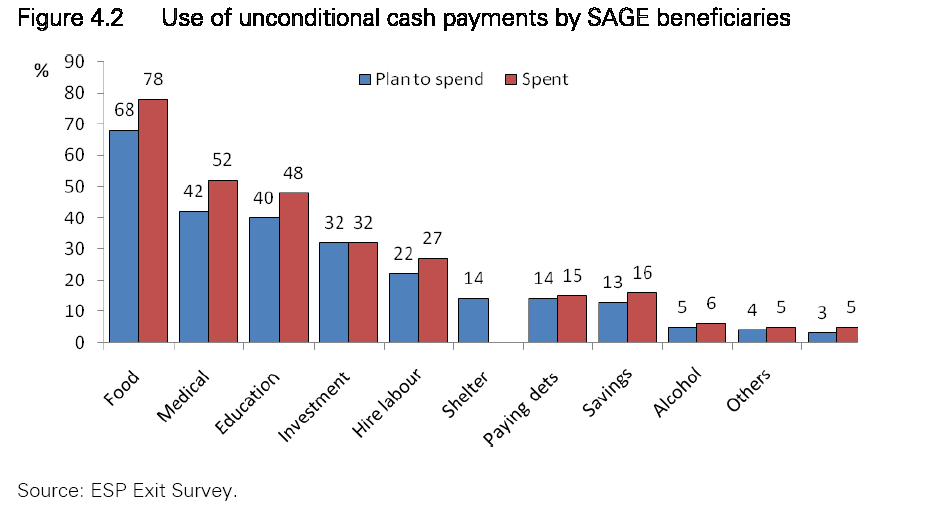 Figure 4.2 Use of unconditional cash payments by SAGE beneficiaries
%
90
80
70
60
50
40
30
20
10
0
Plan to spend
Spent
68 78
42 52
40 48
32 32
22 27
14
14 15
13 16
5 6
4 5
3 5
Food
Medical
Education
Investment
Hire labour
Shelter
Paying dets
Savings
Alcohol
Others
Source: ESP Exit Survey.